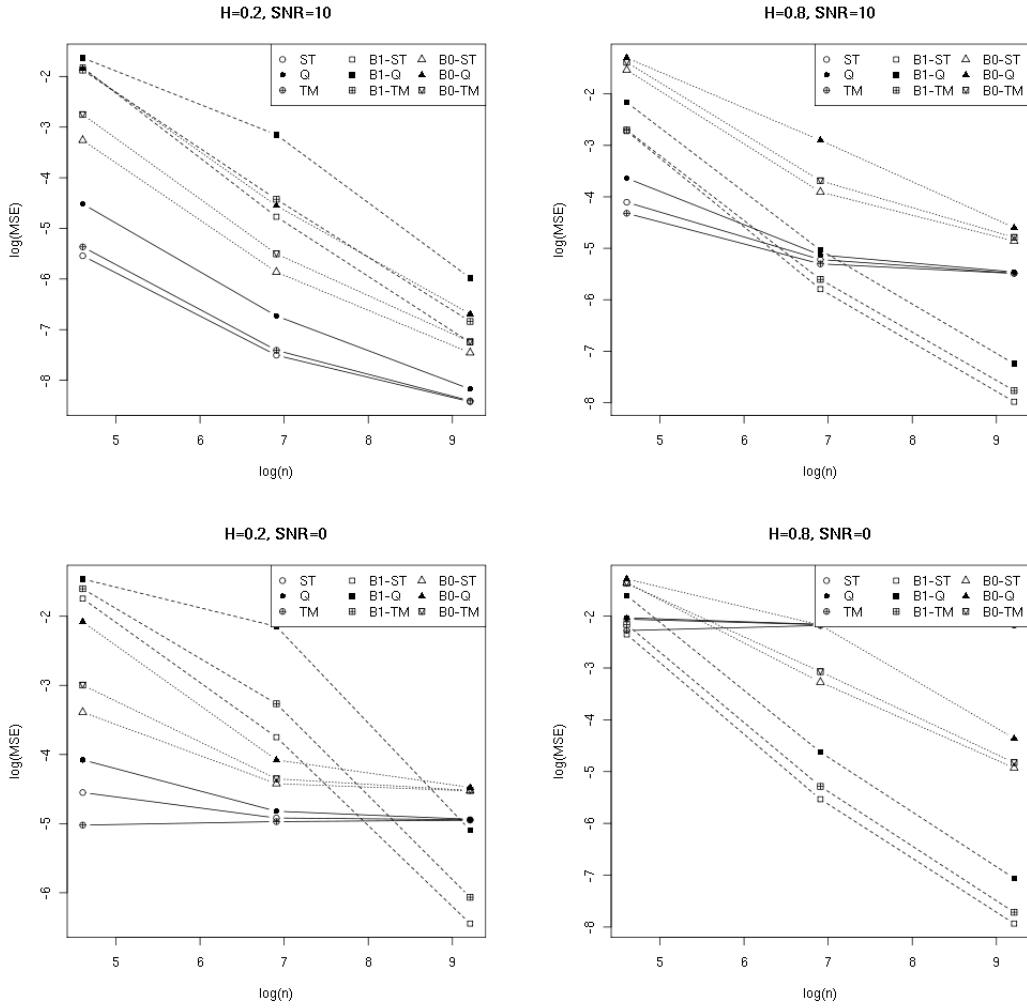 H=0.2, SNR=10
ST B1-ST B0-ST
Q B1-Q B0-Q
TM B1-TM B0-TM
log(MSE)
-2
-3
-4
-5
-6
-7
-8
5 6 7 8 9
log(n)
H=0.8, SNR=10
ST B1-ST B0-ST
Q B1-Q B0-Q
TM B1-TM B0-TM
log(MSE)
-2
-3
-4
-5
-6
-7
-8
5 6 7 8 9
log(n)
H=0.2, SNR=0
ST B1-ST B0-ST
Q B1-Q B0-Q
TM B1-TM B0-TM
log(MSE)
-2
-3
-4
-5
-6
5 6 7 8 9
log(n)
H=0.8, SNR=0
ST B1-ST B0-ST
Q B1-Q B0-Q
TM B1-TM B0-TM
log(MSE)
-2
-3
-4
-5
-6
-7
-8
5 6 7 8 9
log(n)